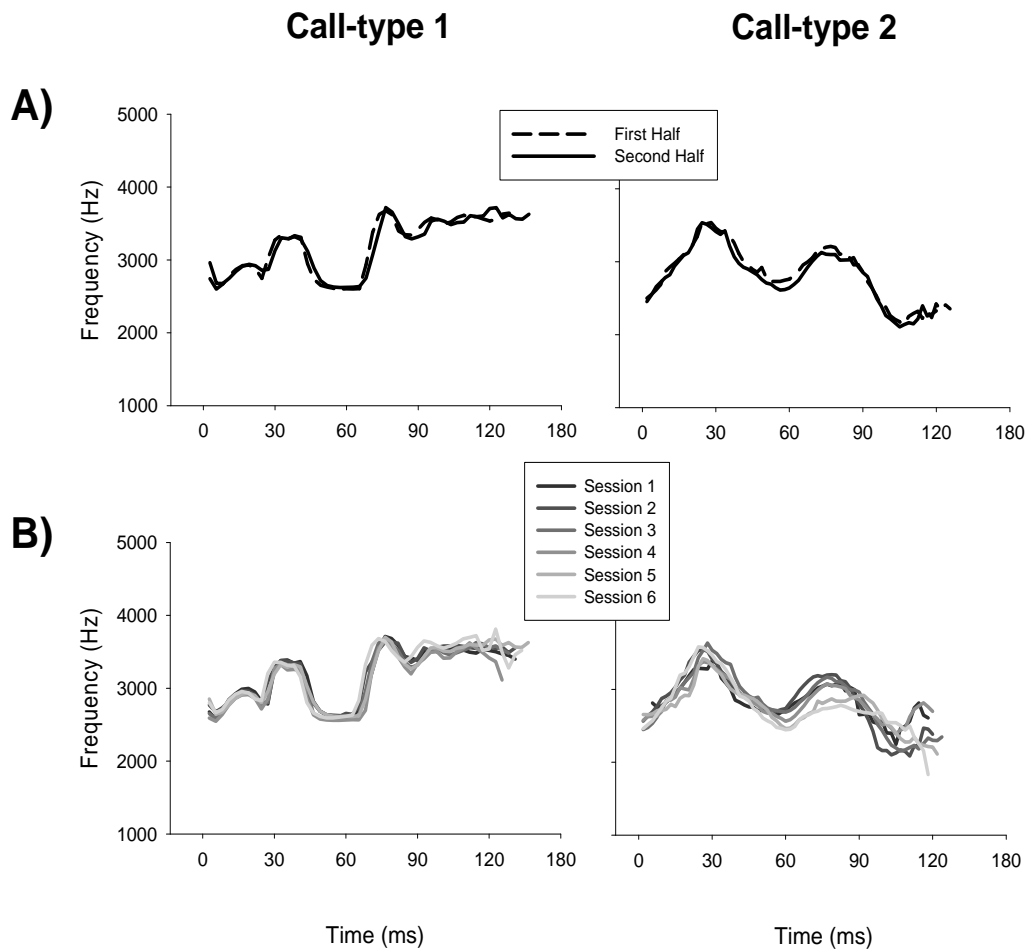 Call-type 1
Call-type 2
A)
5000
4000
3000
2000
1000
Frequency (Hz)
First Half
Second Half
0 30 60 90 120 180
0 30 60 90 120 180
B)
5000
4000
3000
2000
1000
Frequency (Hz)
Session 1
Session 2
Session 3
Session 4
Session 5
Session 6
0 30 60 90 120 180
0 30 60 90 120 180
Time (ms)
Time (ms)